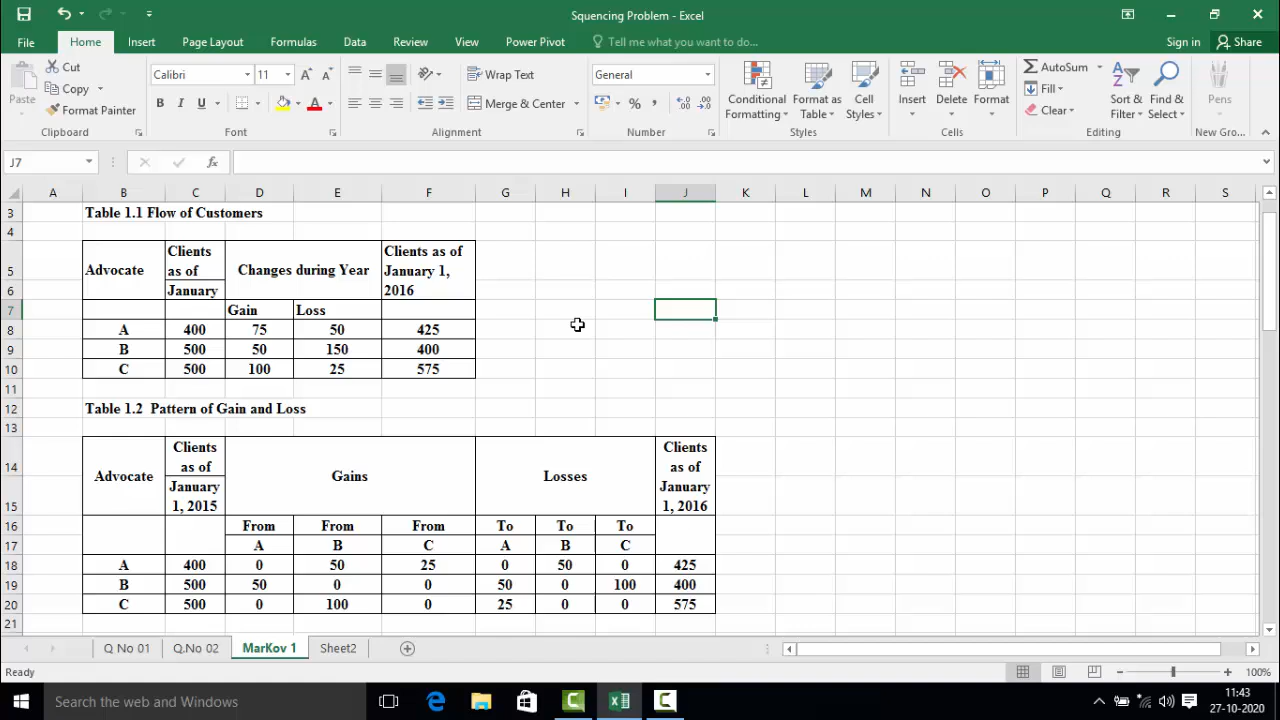 Squencing Problem - Excel
File Home Insert Page Layout Formulas Data Review View Power Pivot Tell me what you want to do... Sign in Share
Cut
Copy
Format Painter
Paste
Calibri 11
B I U
Wrap Text
Merge & Center
General
Conditional Formatting
Format as Table
Cell Styles
Insert Delete Format
AutoSum
Fill
Clear
Sort & Filter
Find & Select
Pens
Clipboard Font Alignment Number Styles Cells Editing New Gro...
J7
fx
A B C D E F G H I J K L M N O P Q R S
3 Table 1.1 Flow of Customers
4
5 Advocate Clients as of Changes during Year Clients as of January 1, 2016
6 January
7 Gain Loss
8 A 400 75 50 425
9 B 500 50 150 400
10 C 500 100 25 575
11
12 Table 1.2 Pattern of Gain and Loss
13
14 Advocate Clients as of Gains Losses Clients as of January 1, 2016
15 January 1, 2015
16 From From From To To To
17 A B C A B C
18 A 400 0 50 25 0 50 0 425
19 B 500 50 0 0 50 0 100 400
20 C 500 0 100 0 25 0 0 575
21
Q No 01 Q.No 02 MarKov 1 Sheet2
Ready 100%
Search the web and Windows
11:43
27-10-2020